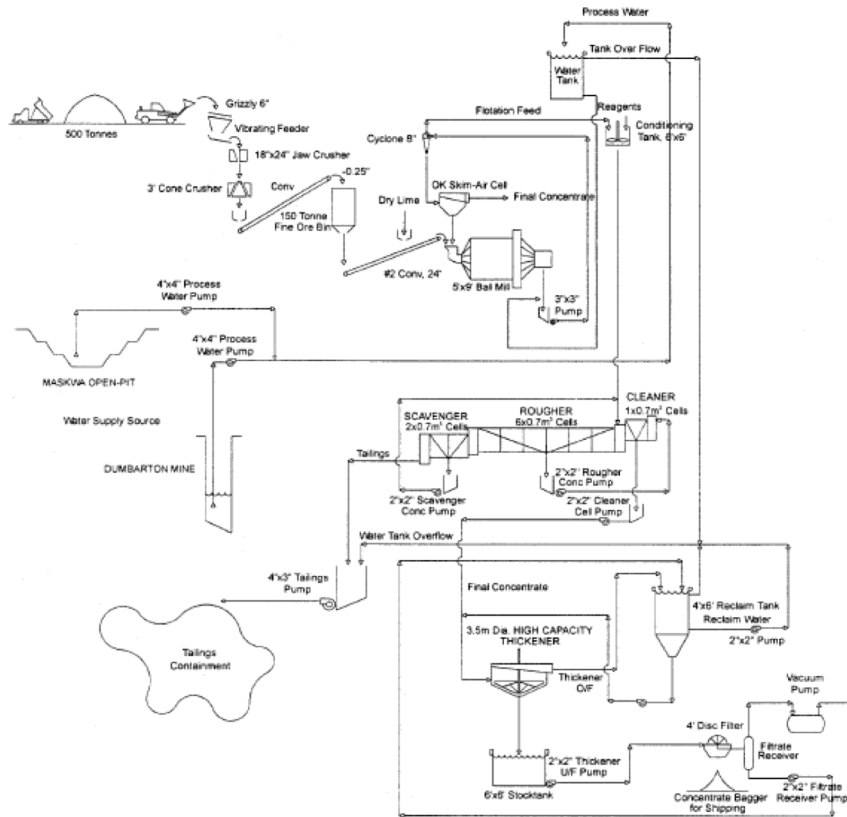 Process Water
Tank Over Flow
Water
Tank
Reagents
Grizzly 6"
Flotation Feed
500 Tonnes
Vibrating Feeder
Cyclone 8"
Conditioning
Tank, 6'x6'
18"x24" Jaw Crusher
-0.25"
3' Cone Crusher
Conv
OK Skim-Air Cell
Final Concentrate
Dry Lime
150 Tonne
Fine Ore Bin
#2 Conv, 24"
5'x9' Ball Mill
4"x4" Process
Water Pump
3"x3"
Pump
4"x4" Process
Water Pump
MASKWA OPEN-PIT
CLEANER
1x0.7m³ Cells
SCAVENGER
2x0.7m³ Cells
ROUGHER
6x0.7m³ Cells
Water Supply Source
Tailings
DUMBARTON MINE
2"x2" Rougher
Conc Pump
2"x2" Scavenger
Conc Pump
2"x2" Cleaner
Cell Pump
Water Tank Overflow
4"x3" Tailings
Pump
Final Concentrate
4'x6' Reclaim Tank
Reclaim Water
2"x2" Pump
3.5m Dia. HIGH CAPACITY
THICKENER
Tailings
Containment
Thickener
O/F
Vacuum
Pump
4' Disc Filter
Filtrate
Receiver
2"x2" Thickener
U/F Pump
6'x6' Stocktank
Concentrate Bagger
for Shipping
2"x2" Filtrate
Receiver Pump